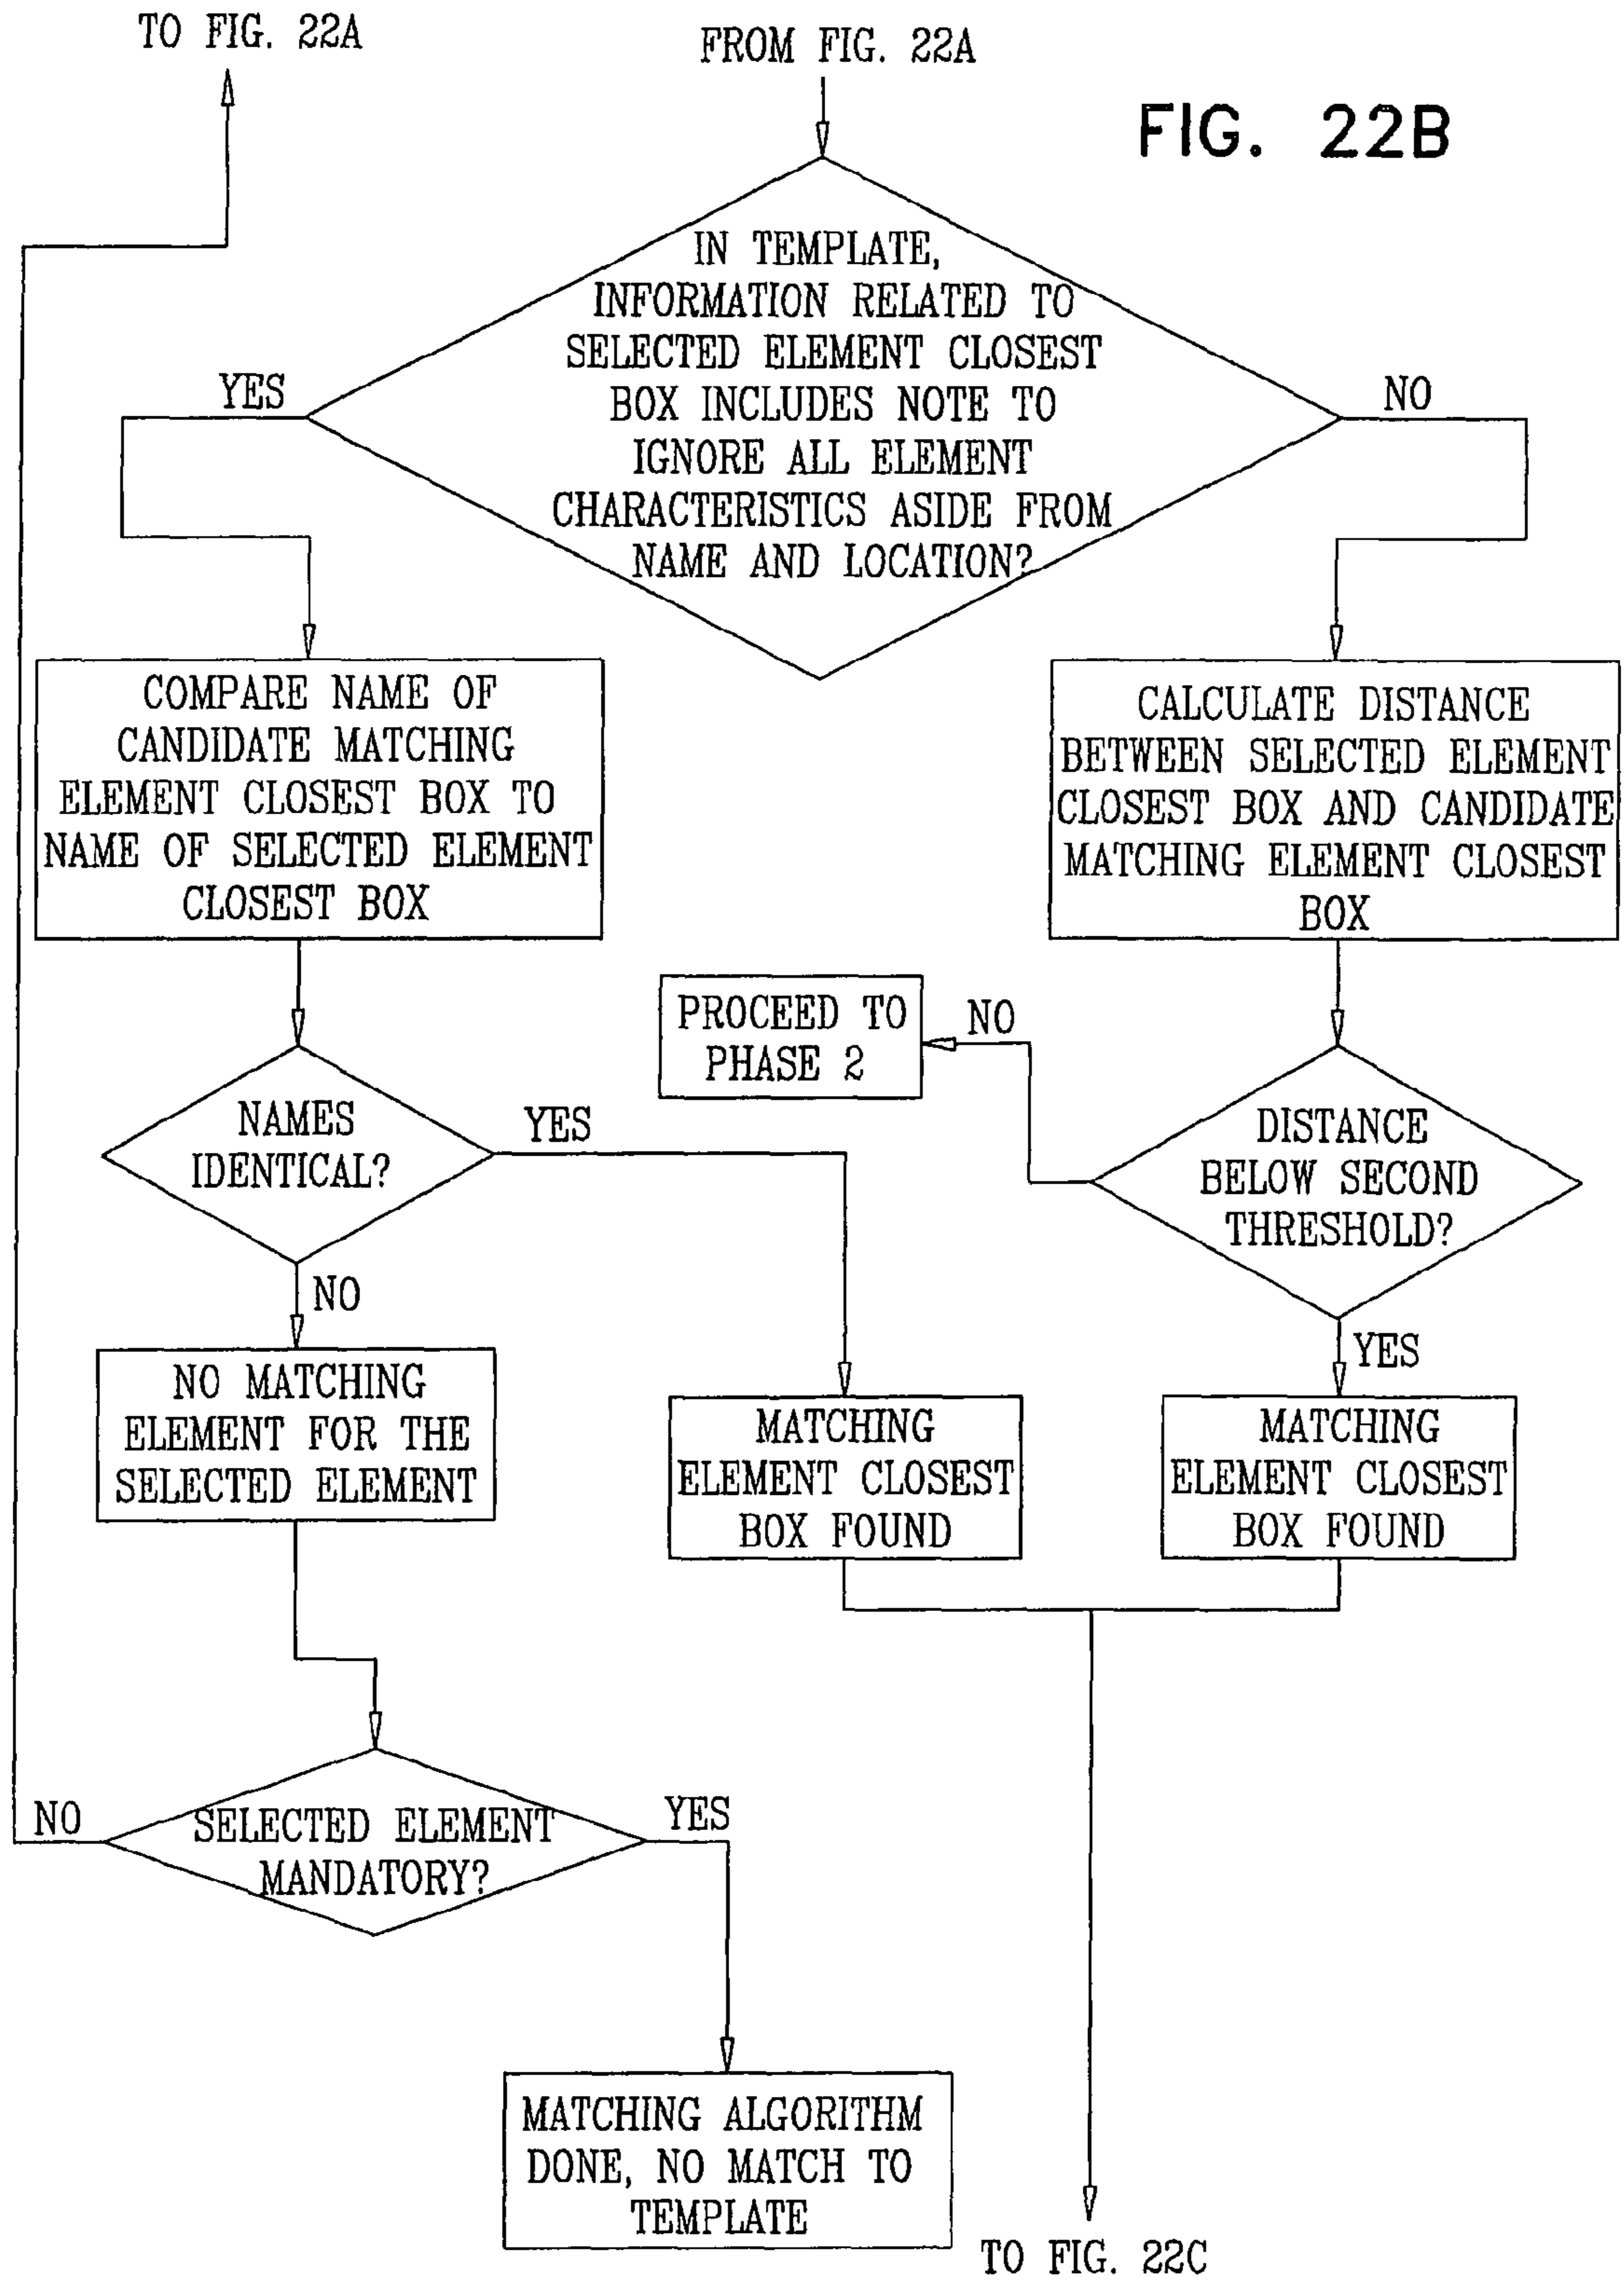 TO FIG. 22A
FROM FIG. 22A
FIG. 22B
IN TEMPLATE,
INFORMATION RELATED TO
SELECTED ELEMENT CLOSEST
BOX INCLUDES NOTE TO
IGNORE ALL ELEMENT
CHARACTERISTICS ASIDE FROM
NAME AND LOCATION?
YES
NO
COMPARE NAME OF
CANDIDATE MATCHING
ELEMENT CLOSEST BOX TO
NAME OF SELECTED ELEMENT
CLOSEST BOX
CALCULATE DISTANCE
BETWEEN SELECTED ELEMENT
CLOSEST BOX AND CANDIDATE
MATCHING ELEMENT CLOSEST
BOX
PROCEED TO
PHASE 2
NO
NAMES
IDENTICAL?
YES
DISTANCE
BELOW SECOND
THRESHOLD?
NO
YES
NO MATCHING
ELEMENT FOR THE
SELECTED ELEMENT
MATCHING
ELEMENT CLOSEST
BOX FOUND
MATCHING
ELEMENT CLOSEST
BOX FOUND
NO
SELECTED ELEMENT
MANDATORY?
YES
MATCHING ALGORITHM
DONE, NO MATCH TO
TEMPLATE
TO FIG. 22C